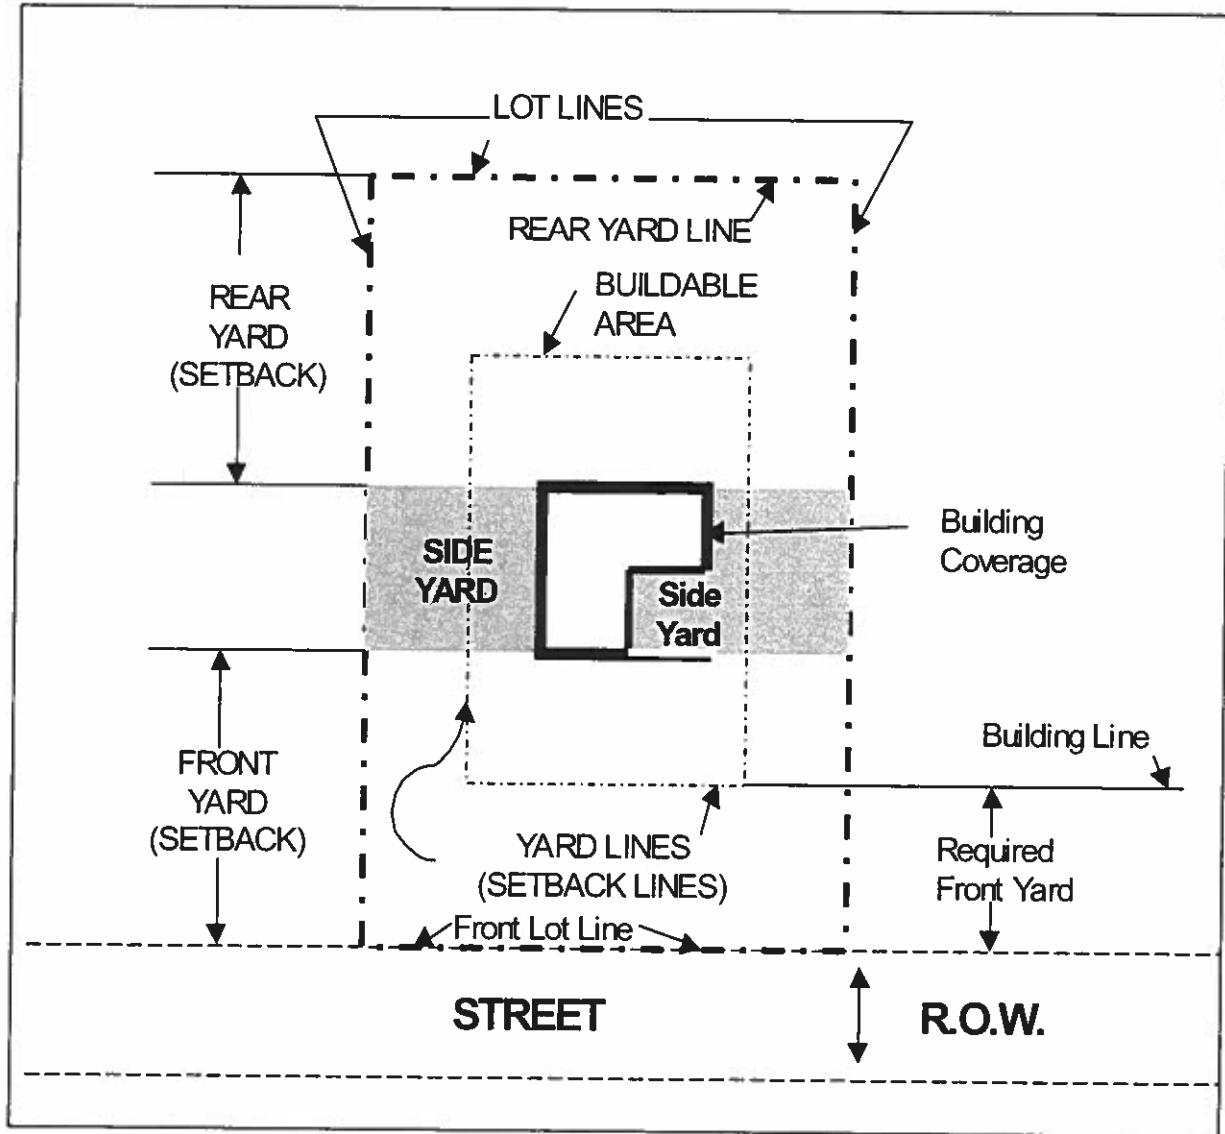 LOT LINES
REAR YARD LINE
BUILDABLE
AREA
REAR
YARD
(SETBACK)
SIDE
YARD
Side
Yard
Building
Coverage
Building Line
FRONT
YARD
(SETBACK)
YARD LINES
(SETBACK LINES)
Required
Front Yard
Front Lot Line
STREET
R.O.W.